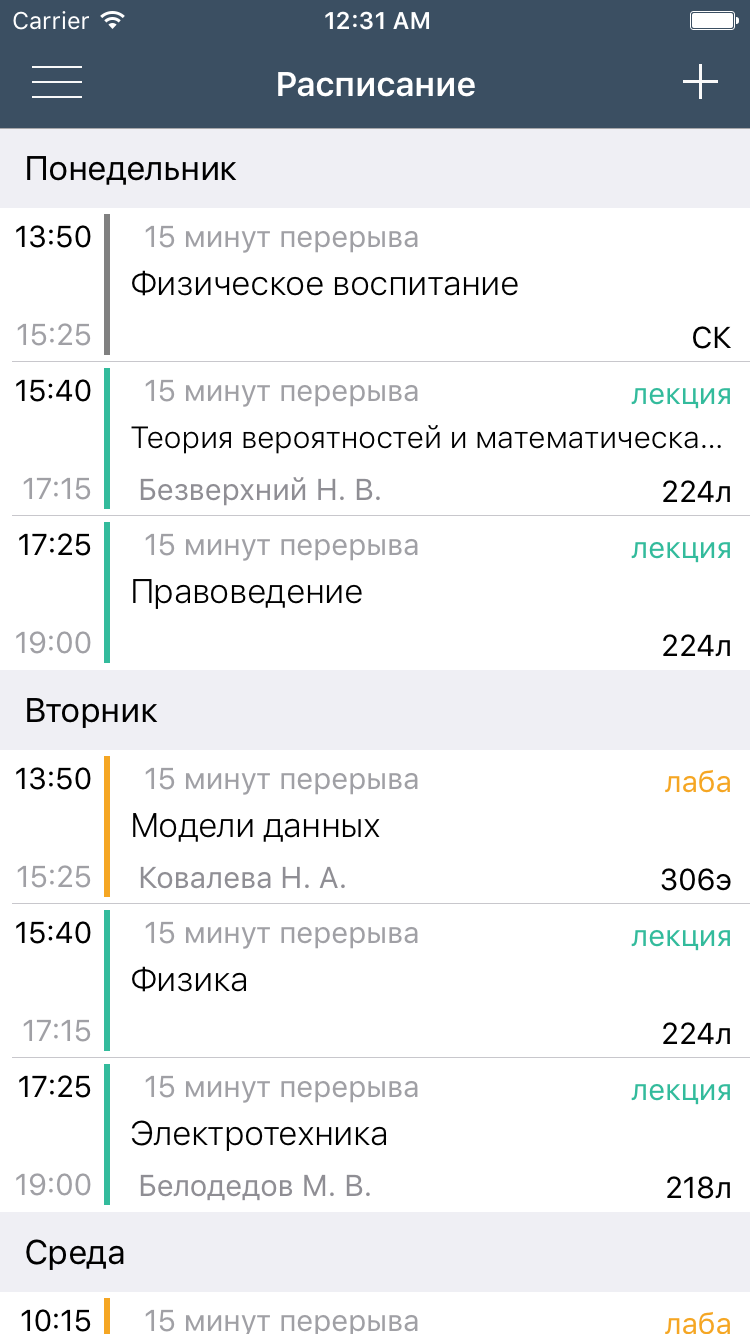 Carrier 12:31 AM
Расписание
Понедельник
13:50 15 минут перерыва
Физическое воспитание
15:25 СК
15:40 15 минут перерыва лекция
Теория вероятностей и математическа...
17:15 Безверхний Н. В. 224л
17:25 15 минут перерыва лекция
Правоведение
19:00 224л
Вторник
13:50 15 минут перерыва лаба
Модели данных
15:25 Ковалева Н. А. 306э
15:40 15 минут перерыва лекция
Физика
17:15 224л
17:25 15 минут перерыва лекция
Электротехника
19:00 Белодедов М. В. 218л
Среда
10:15 15 минут перерыва лаба